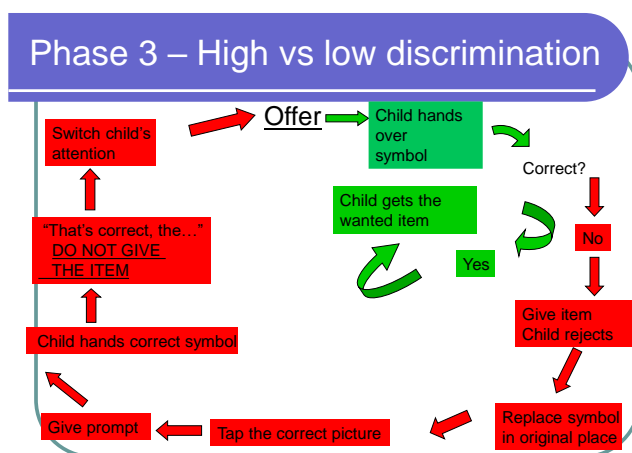 Phase 3 – High vs low discrimination
Offer
Child hands
over
symbol
Correct?
Child gets the
wanted item
Yes
No
Give item
Child rejects
Replace symbol
in original place
Tap the correct picture
Give prompt
Child hands correct symbol
“That’s correct, the…”
DO NOT GIVE
THE ITEM
Switch child’s
attention